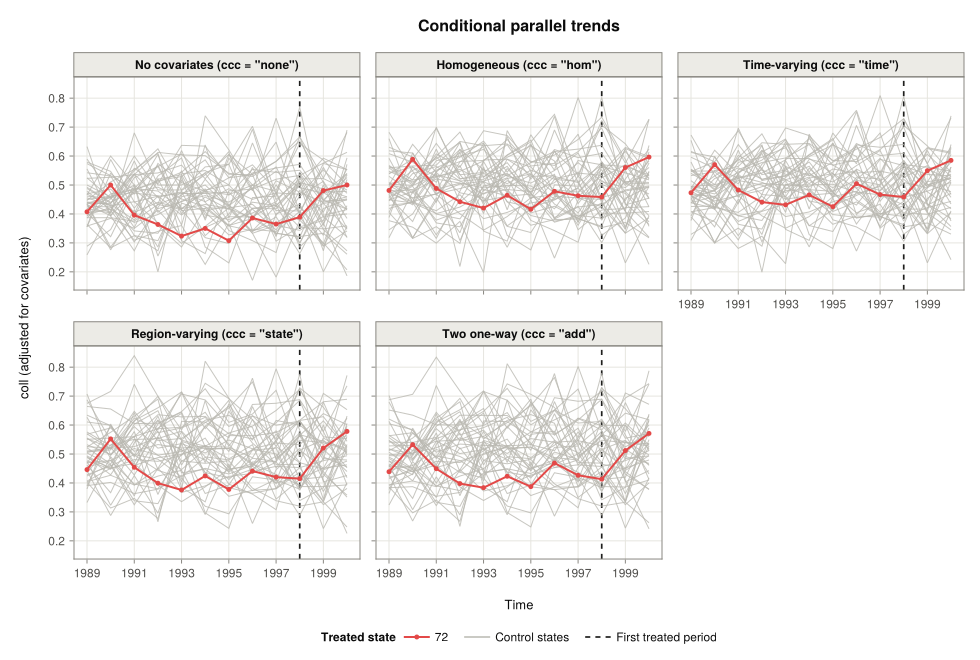 Conditional parallel trends
No covariates (ccc = "none")
Homogeneous (ccc = "hom")
Time-varying (ccc = "time")
0.8
0.7
0.6
0.5
0.4
0.3
0.2
1989 1991 1993 1995 1997 1999
Region-varying (ccc = "state")
Two one-way (ccc = "add")
0.8
0.7
0.6
0.5
0.4
0.3
0.2
1989 1991 1993 1995 1997 1999
1989 1991 1993 1995 1997 1999
coll (adjusted for covariates)
Time
Treated state 72 Control states First treated period